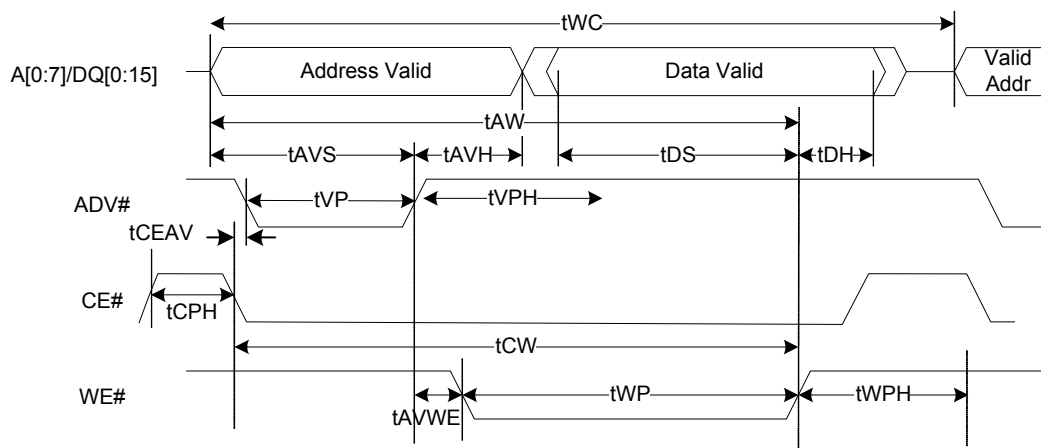 tWC
A[0:7]/DQ[0:15]
Address Valid
Data Valid
Valid
Addr
tAW
tAVS
tAVH
tDS
tDH
ADV#
tVP
tVPH
tCEAV
CE#
tCPH
tCW
WE#
tAVWE
tWP
tWPH